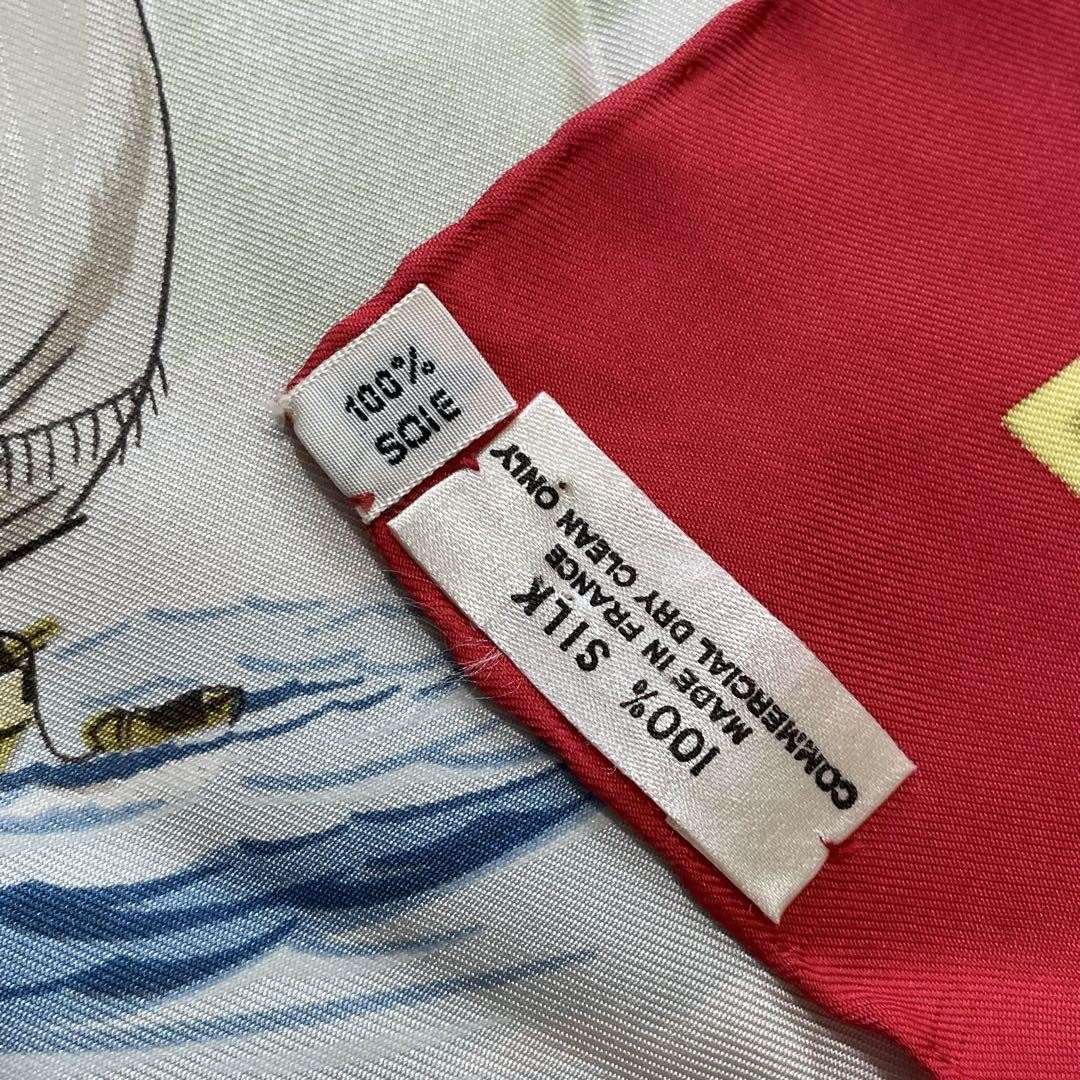 100%
SOIE
100% SILK
MADE IN FRANCE
COMMERCIAL DRY CLEAN ONLY